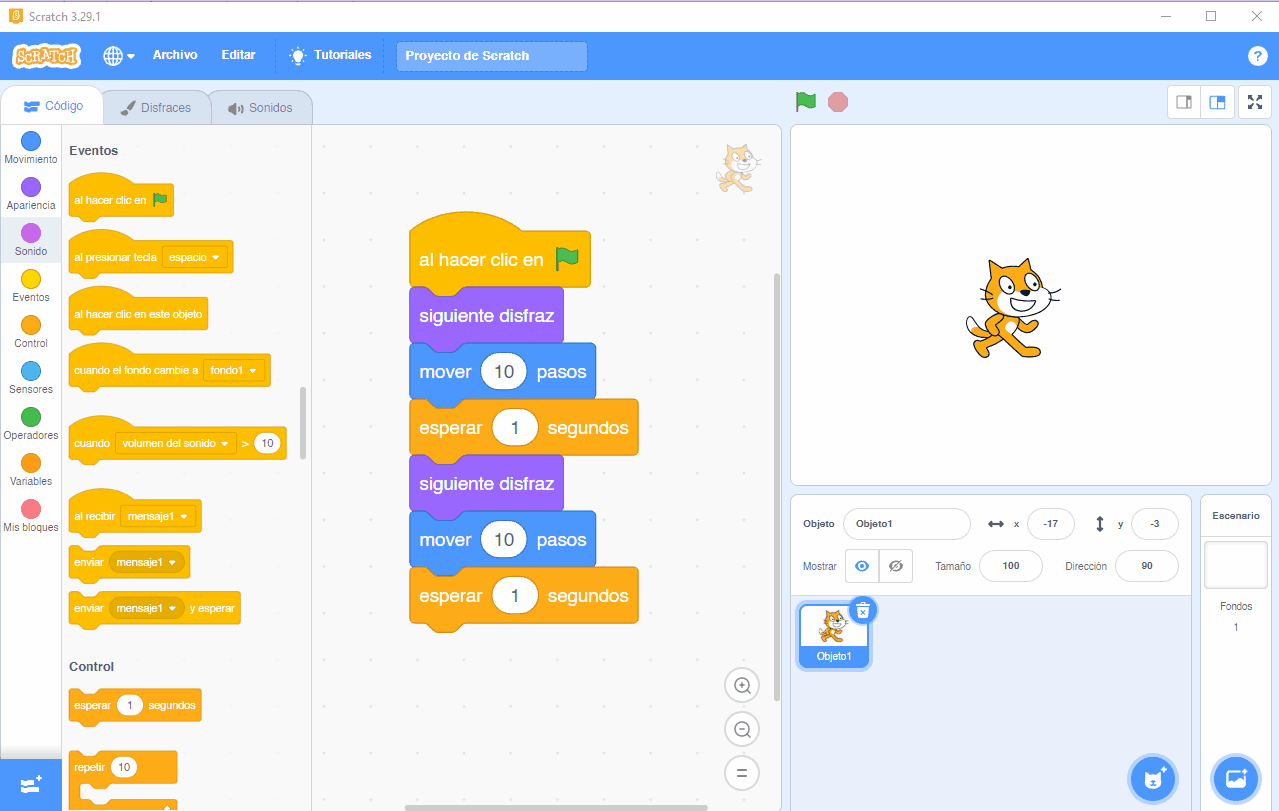 Scratch 3.29.1
SCRATCH
Archivo
Editar
Tutoriales
Proyecto de Scratch
?
Código
Disfraces
Sonidos
Movimiento
Apariencia
Sonido
Eventos
Control
Sensores
Operadores
Variables
Mis bloques
Eventos
al hacer clic en
al presionar tecla espacio
al hacer clic en este objeto
cuando el fondo cambie a fondo1
cuando volumen del sonido > 10
al recibir mensaje1
enviar mensaje1
enviar mensaje1 y esperar
Control
esperar 1 segundos
repetir 10
al hacer clic en
siguiente disfraz
mover 10 pasos
esperar 1 segundos
siguiente disfraz
mover 10 pasos
esperar 1 segundos
Objeto Objeto1 x -17 y -3
Mostrar Tamaño 100 Dirección 90
Objeto1
Escenario
Fondos
1